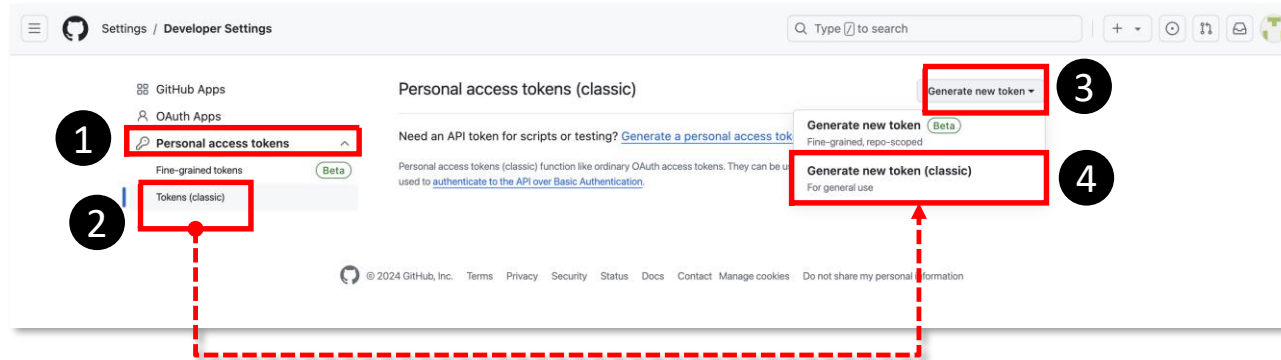 Settings / Developer Settings
Type / to search
GitHub Apps
OAuth Apps
Personal access tokens
Fine-grained tokens Beta
Tokens (classic)
1
2
Personal access tokens (classic)
Generate new token
3
Need an API token for scripts or testing? Generate a personal access tok
Personal access tokens (classic) function like ordinary OAuth access tokens. They can be u
used to authenticate to the API over Basic Authentication.
Generate new token Beta
Fine-grained, repo-scoped
Generate new token (classic)
For general use
4
© 2024 GitHub, Inc. Terms Privacy Security Status Docs Contact Manage cookies Do not share my personal information